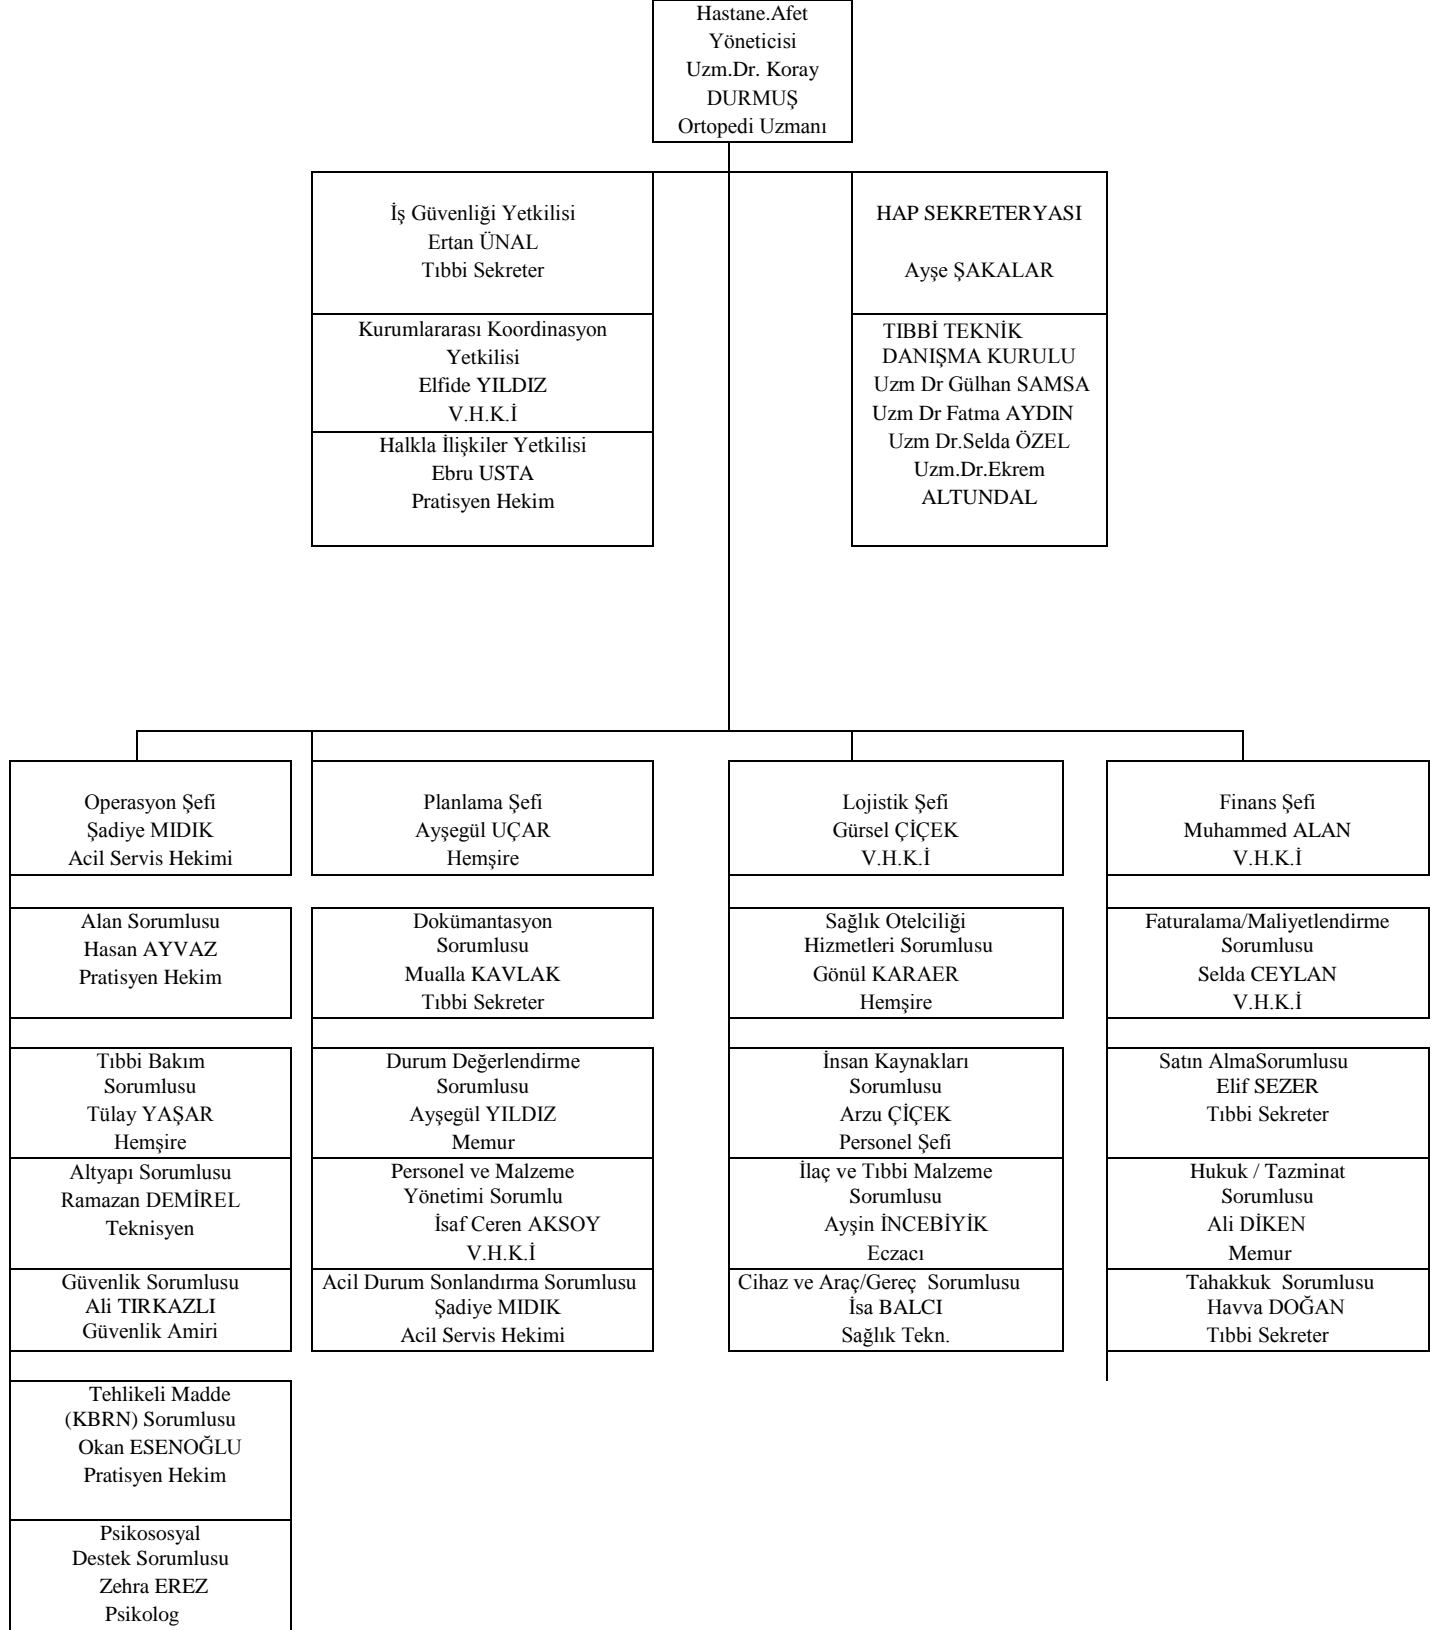 Hastane.Afet
Yöneticisi
Uzm.Dr. Koray
DURMUŞ
Ortopedi Uzmanı
İş Güvenliği Yetkilisi
Ertan ÜNAL
Tıbbi Sekreter
HAP SEKRETERYASI
Ayşe ŞAKALAR
Kurumlararası Koordinasyon
Yetkilisi
Elfide YILDIZ
V.H.K.İ
Halkla İlişkiler Yetkilisi
Ebru USTA
Pratisyen Hekim
TIBBİ TEKNİK
DANIŞMA KURULU
Uzm Dr Gülhan SAMSA
Uzm Dr Fatma AYDIN
Uzm Dr.Selda ÖZEL
Uzm.Dr.Ekrem
ALTUNDAL
Operasyon Şefi
Şadiye MIDIK
Acil Servis Hekimi
Planlama Şefi
Ayşegül UÇAR
Hemşire
Lojistik Şefi
Gürsel ÇİÇEK
V.H.K.İ
Finans Şefi
Muhammed ALAN
V.H.K.İ
Alan Sorumlusu
Hasan AYVAZ
Pratisyen Hekim
Dokümantasyon
Sorumlusu
Mualla KAVLAK
Tıbbi Sekreter
Sağlık Otelciliği
Hizmetleri Sorumlusu
Gönül KARAER
Hemşire
Faturalama/Maliyetlendirme
Sorumlusu
Selda CEYLAN
V.H.K.İ
Tıbbi Bakım
Sorumlusu
Tülay YAŞAR
Hemşire
Durum Değerlendirme
Sorumlusu
Ayşegül YILDIZ
Memur
İnsan Kaynakları
Sorumlusu
Arzu ÇİÇEK
Personel Şefi
Satın AlmaSorumlusu
Elif SEZER
Tıbbi Sekreter
Altyapı Sorumlusu
Ramazan DEMİREL
Teknisyen
Personel ve Malzeme
Yönetimi Sorumlu
İsaf Ceren AKSOY
V.H.K.İ
İlaç ve Tıbbi Malzeme
Sorumlusu
Ayşin İNCEBİYİK
Eczacı
Hukuk / Tazminat
Sorumlusu
Ali DİKEN
Memur
Güvenlik Sorumlusu
Ali TIRKAZLI
Güvenlik Amiri
Acil Durum Sonlandırma Sorumlusu
Şadiye MIDIK
Acil Servis Hekimi
Cihaz ve Araç/Gereç  Sorumlusu
İsa BALCI
Sağlık Tekn.
Tahakkuk  Sorumlusu
Havva DOĞAN
Tıbbi Sekreter
Tehlikeli Madde
(KBRN) Sorumlusu
Okan ESENOĞLU
Pratisyen Hekim
Psikososyal
Destek Sorumlusu
Zehra EREZ
Psikolog